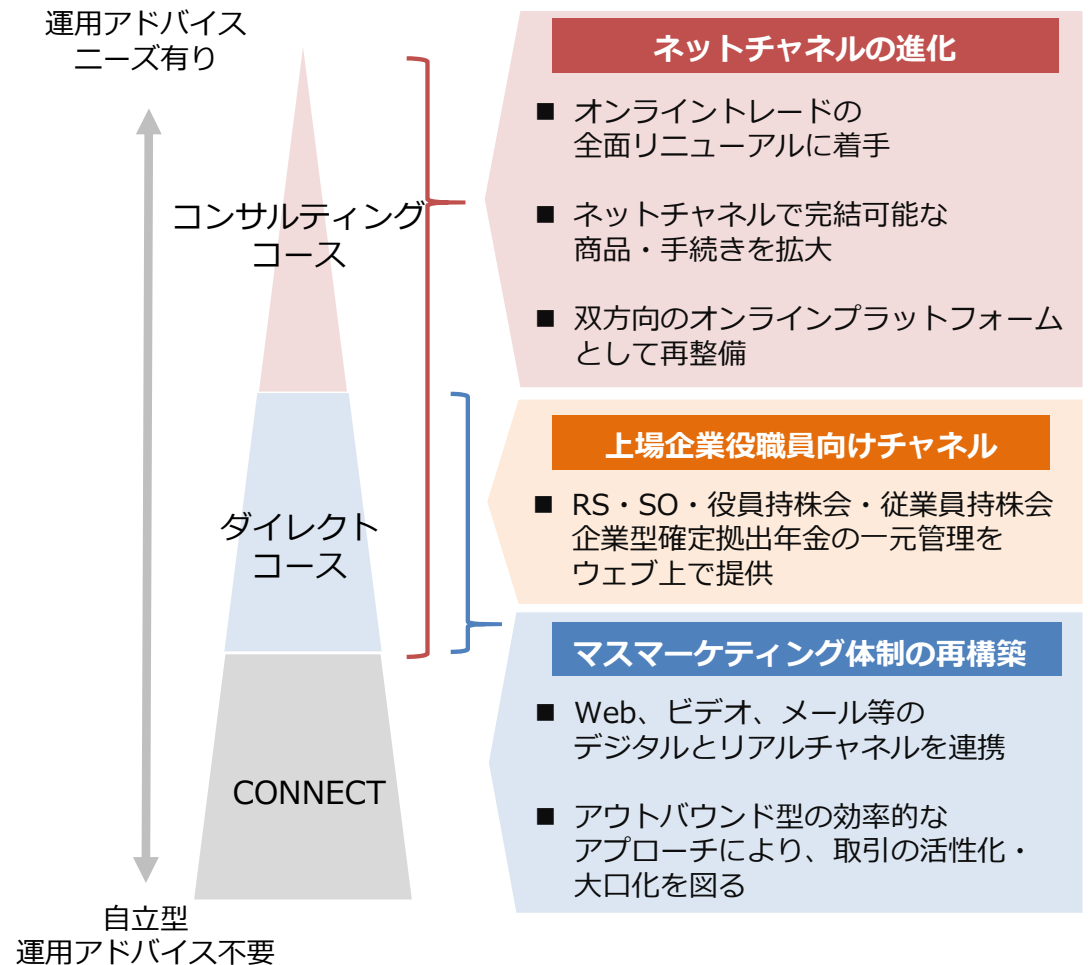 運用アドバイス
ニーズ有り
コンサルティング
コース
ダイレクト
コース
CONNECT
自立型
運用アドバイス不要
ネットチャネルの進化
■ オンライントレードの
全面リニューアルに着手
■ ネットチャネルで完結可能な
商品・手続きを拡大
■ 双方向のオンラインプラットフォーム
として再整備
上場企業役職員向けチャネル
■ RS・SO・役員持株会・従業員持株会
企業型確定拠出年金の一元管理を
ウェブ上で提供
マスマーケティング体制の再構築
■ Web、ビデオ、メール等の
デジタルとリアルチャネルを連携
■ アウトバウンド型の効率的な
アプローチにより、取引の活性化・
大口化を図る